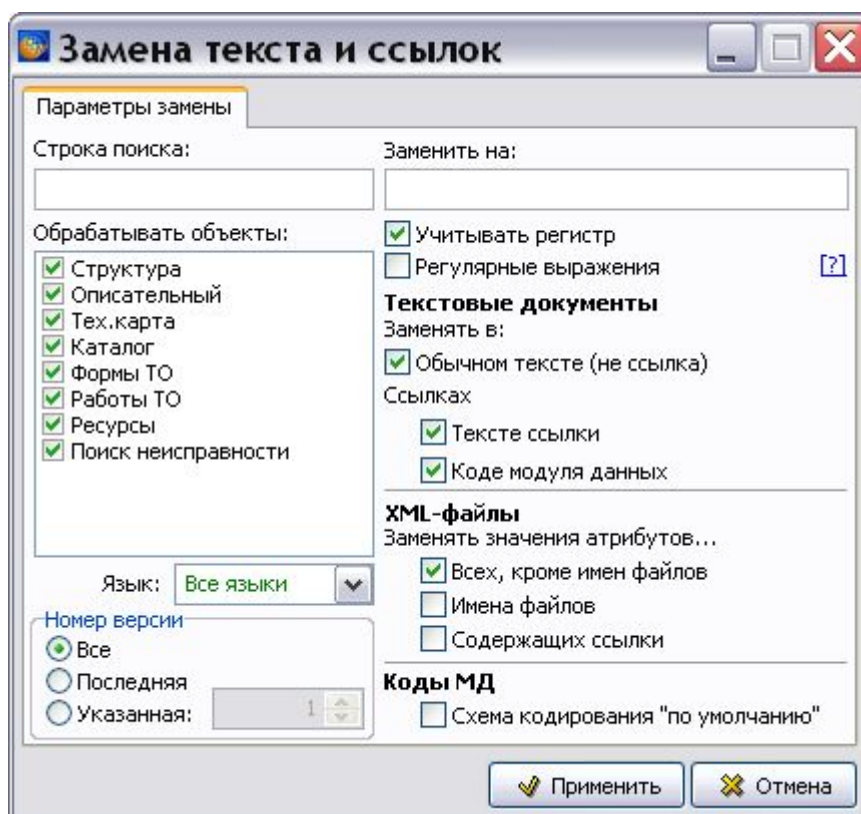 Замена текста и ссылок
Параметры замены
Строка поиска:
Заменить на:
Обрабатывать объекты:
Структура
Описательный
Тех.карта
Каталог
Формы ТО
Работы ТО
Ресурсы
Поиск неисправности
Язык: Все языки
Номер версии
Все
Последняя
Указанная: 1
Учитывать регистр
Регулярные выражения [?]
Текстовые документы
Заменять в:
Обычном тексте (не ссылка)
Ссылках
Тексте ссылки
Коде модуля данных
XML-файлы
Заменять значения атрибутов...
Всех, кроме имен файлов
Имена файлов
Содержащих ссылки
Коды МД
Схема кодирования "по умолчанию"
Применить
Отмена